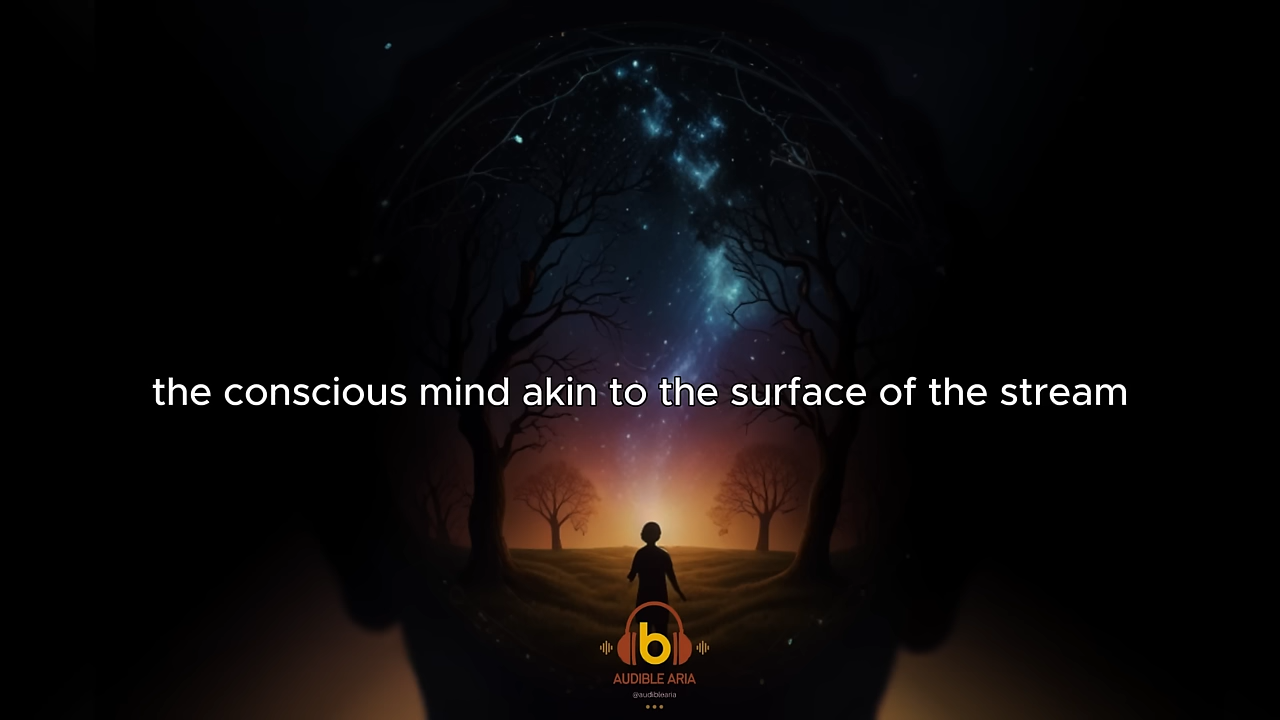 the conscious mind akin to the surface of the stream
b
AUDIBLE ARIA
@audiblearia